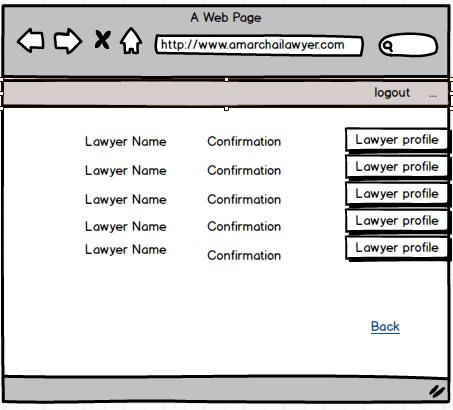 A Web Page
http://www.amarchailawyer.com
logout ...
Lawyer Name Confirmation Lawyer profile
Lawyer Name Confirmation Lawyer profile
Lawyer Name Confirmation Lawyer profile
Lawyer Name Confirmation Lawyer profile
Lawyer Name Confirmation Lawyer profile
Back